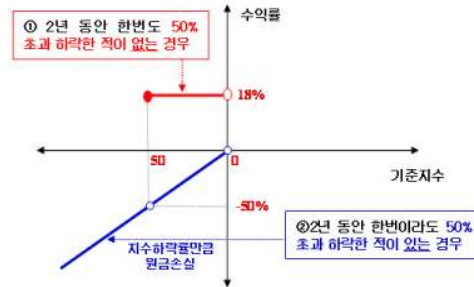 ① 2년 동안 한번도 50%
초과 하락한 적이 없는 경우
수익률
18%
50
0
기준지수
-50%
지수하락률만큼
원금손실
②2년 동안 한번이라도 50%
초과 하락한 적이 있는 경우